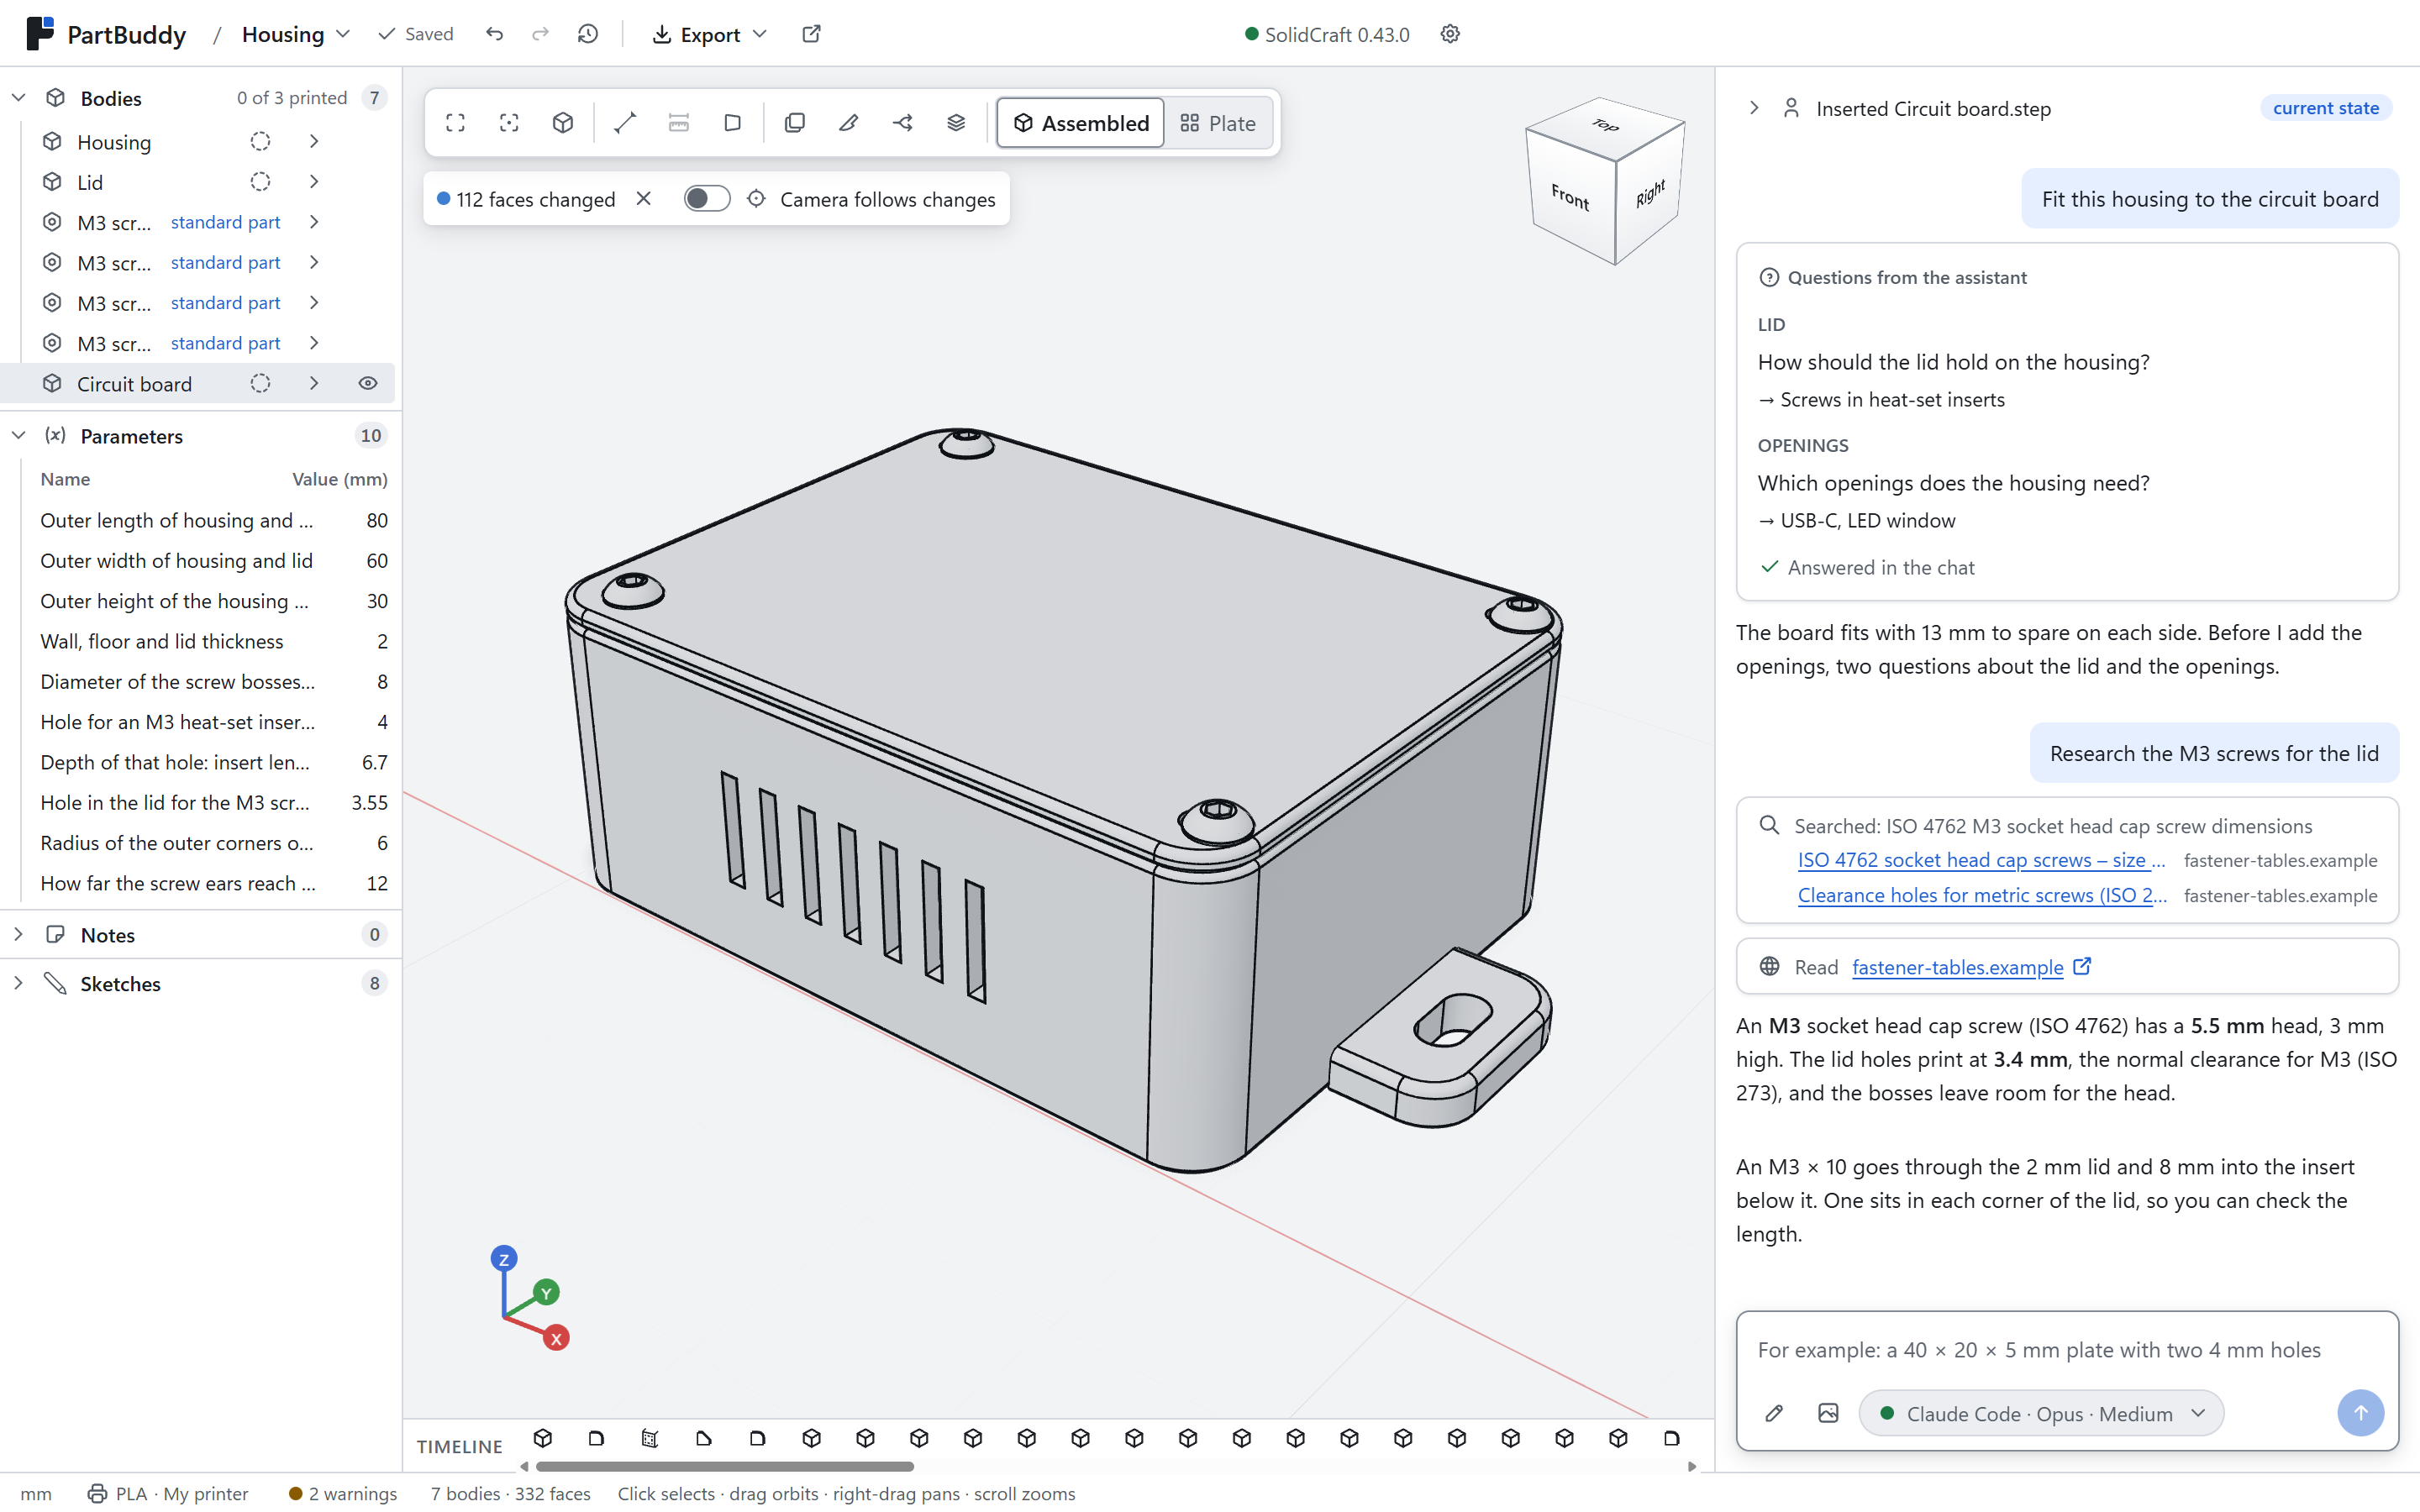 PartBuddy / Housing Saved Export SolidCraft 0.43.0
Bodies 0 of 3 printed 7
Housing
Lid
M3 scr... standard part
M3 scr... standard part
M3 scr... standard part
M3 scr... standard part
Circuit board
Parameters 10
Name Value (mm)
Outer length of housing and ... 80
Outer width of housing and lid 60
Outer height of the housing ... 30
Wall, floor and lid thickness 2
Diameter of the screw bosses... 8
Hole for an M3 heat-set inser... 4
Depth of that hole: insert len... 6.7
Hole in the lid for the M3 scr... 3.55
Radius of the outer corners o... 6
How far the screw ears reach ... 12
Notes 0
Sketches 8
Assembled Plate
112 faces changed Camera follows changes
Top
Front Right
Z
Y
X
TIMELINE
Inserted Circuit board.step current state
Fit this housing to the circuit board
Questions from the assistant
LID
How should the lid hold on the housing?
→ Screws in heat-set inserts
OPENINGS
Which openings does the housing need?
→ USB-C, LED window
Answered in the chat
The board fits with 13 mm to spare on each side. Before I add the
openings, two questions about the lid and the openings.
Research the M3 screws for the lid
Searched: ISO 4762 M3 socket head cap screw dimensions
ISO 4762 socket head cap screws – size ... fastener-tables.example
Clearance holes for metric screws (ISO 2... fastener-tables.example
Read fastener-tables.example
An M3 socket head cap screw (ISO 4762) has a 5.5 mm head, 3 mm
high. The lid holes print at 3.4 mm, the normal clearance for M3 (ISO
273), and the bosses leave room for the head.
An M3 × 10 goes through the 2 mm lid and 8 mm into the insert
below it. One sits in each corner of the lid, so you can check the
length.
For example: a 40 × 20 × 5 mm plate with two 4 mm holes
Claude Code · Opus · Medium
mm PLA · My printer 2 warnings 7 bodies · 332 faces Click selects · drag orbits · right-drag pans · scroll zooms